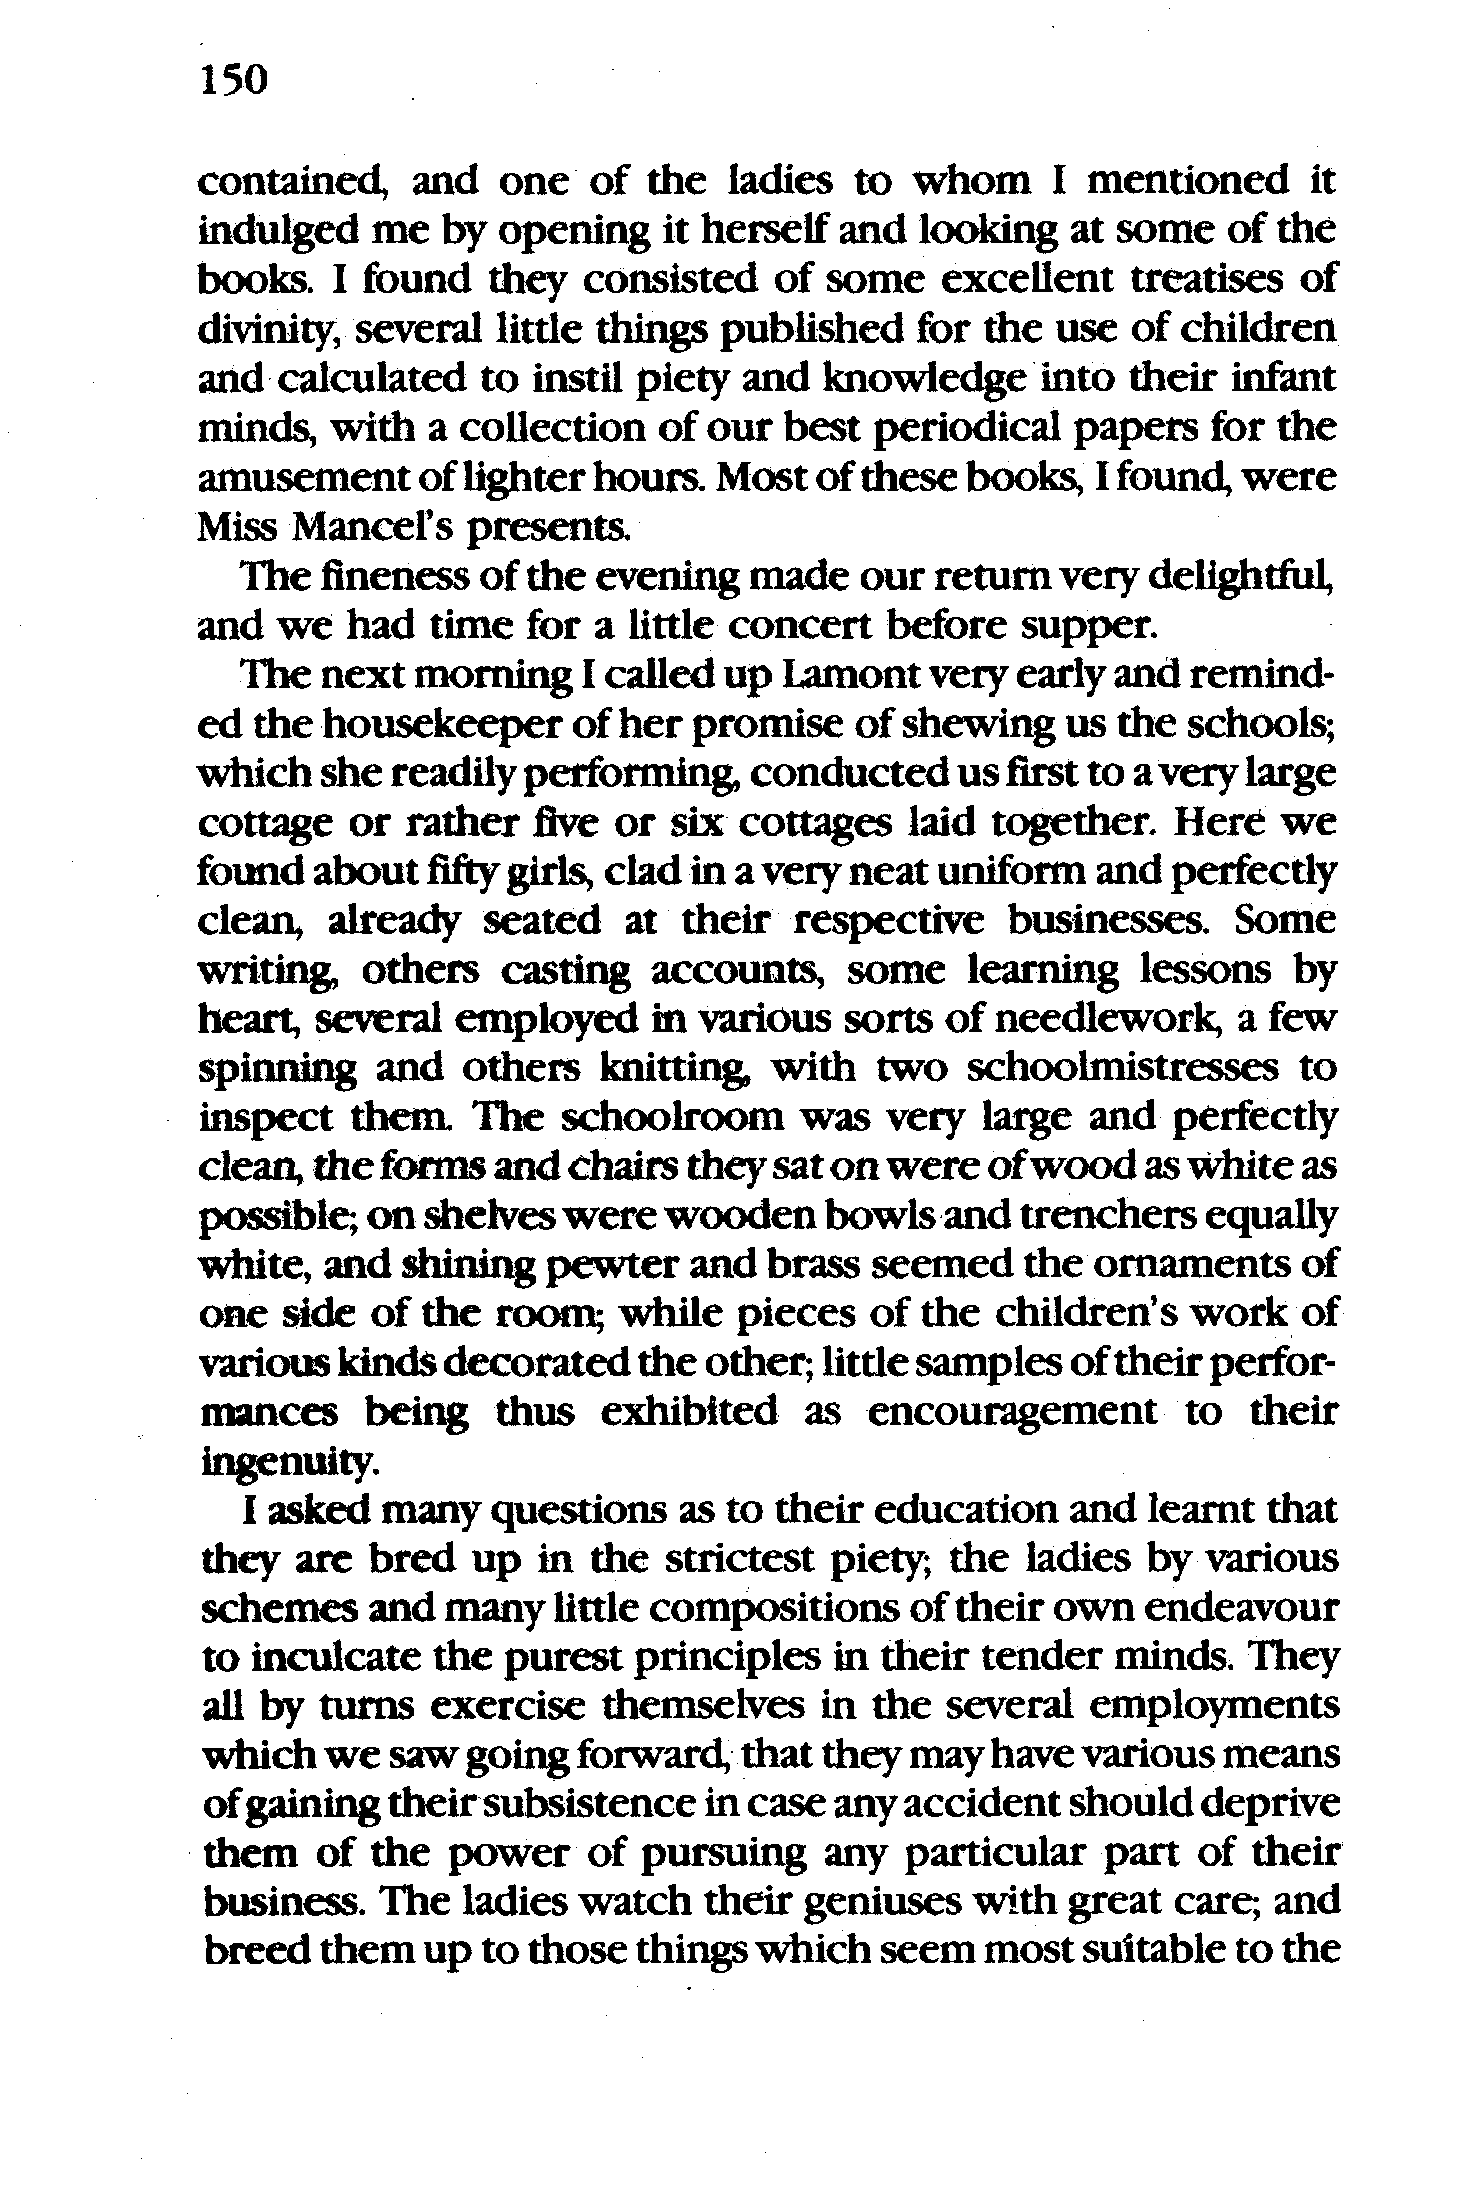 150
contained, and one of the ladies to whom I mentioned it
indulged me by opening it herself and looking at some of the
books. I found they consisted of some excellent treatises of
divinity, several little things published for the use of children
and calculated to instil piety and knowledge into their infant
minds, with a collection of our best periodical papers for the
amusement of lighter hours. Most of these books, I found, were
Miss Mancel's presents.
The fineness of the evening made our return very delightful,
and we had time for a little concert before supper.
The next morning I called up Lamont very early and remind-
ed the housekeeper of her promise of shewing us the schools;
which she readily performing, conducted us first to a very large
cottage or rather five or six cottages laid together. Here we
found about fifty girls, clad in a very neat uniform and perfectly
clean, already seated at their respective businesses. Some
writing, others casting accounts, some learning lessons by
heart, several employed in various sorts of needlework, a few
spinning and others knitting, with two schoolmistresses to
inspect them. The schoolroom was very large and perfectly
clean, the forms and chairs they sat on were of wood as white as
possible; on shelves were wooden bowls and trenchers equally
white, and shining pewter and brass seemed the ornaments of
one side of the room; while pieces of the children's work of
various kinds decorated the other; little samples of their perfor-
mances being thus exhibited as encouragement to their
ingenuity.
I asked many questions as to their education and learnt that
they are bred up in the strictest piety; the ladies by various
schemes and many little compositions of their own endeavour
to inculcate the purest principles in their tender minds. They
all by turns exercise themselves in the several employments
which we saw going forward, that they may have various means
of gaining their subsistence in case any accident should deprive
them of the power of pursuing any particular part of their
business. The ladies watch their geniuses with great care; and
breed them up to those things which seem most suitable to the